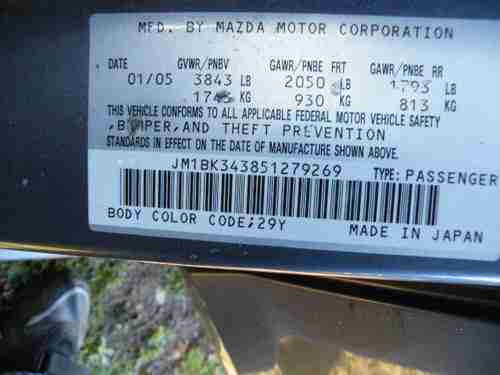 MFD. BY MAZDA MOTOR CORPORATION
DATE GVWR/PNBV GAWR/PNBE FRT GAWR/PNBE RR
01/05 3843 LB 2050 LB 1793 LB
KG 930 KG 813 KG
THIS VEHICLE CONFORMS TO ALL APPLICABLE FEDERAL MOTOR VEHICLE SAFETY
, BUMPER, AND THEFT PREVENTION
STANDARDS IN EFFECT ON THE DATE OF MANUFACTURE SHOWN ABOVE.
JM1BK343851279269 TYPE: PASSENGER
BODY COLOR CODE;29Y MADE IN JAPAN